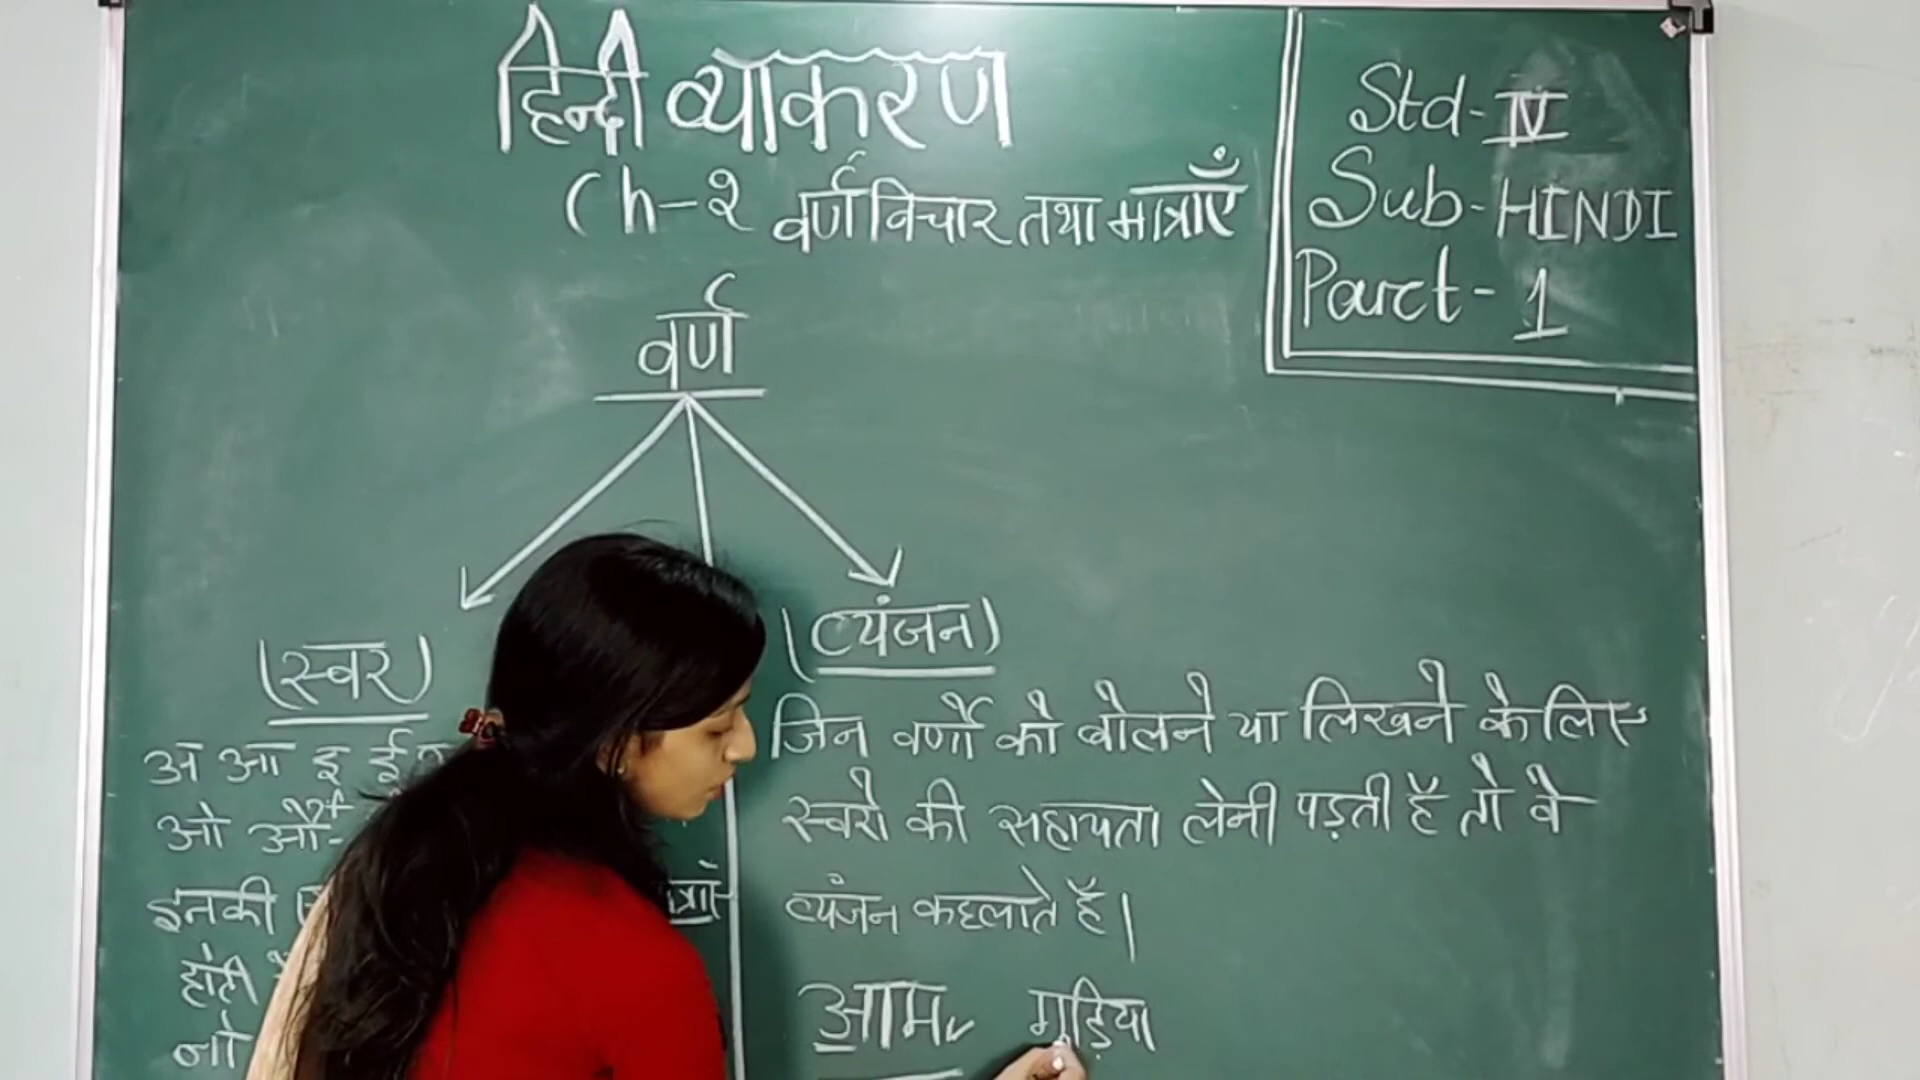 हिन्दी व्याकरण
Ch-२ वर्ण विचार तथा मात्राएँ
Std-IV
Sub-HINDI
Part-1
वर्ण
(स्वर)
अ आ इ ई
ओ औ
इनकी
होती
जो
(व्यंजन)
जिन वर्णो को बोलने या लिखने के लिए
स्वरो की सहायता लेनी पड़ती है तो वे
व्यंजन कहलाते है।
आम गुड़िया